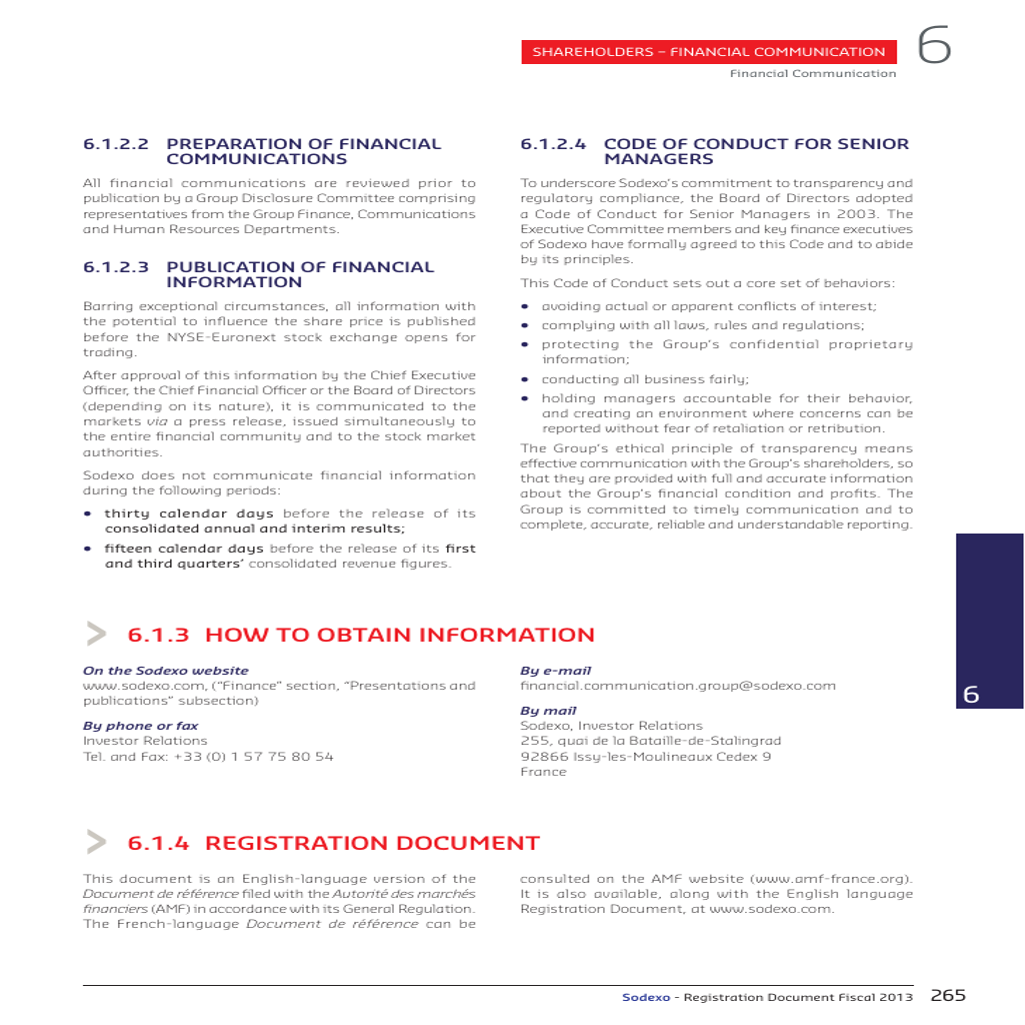 SHAREHOLDERS – FINANCIAL COMMUNICATION
6
Financial Communication
6.1.2.2 PREPARATION OF FINANCIAL
COMMUNICATIONS
All financial communications are reviewed prior to
publication by a Group Disclosure Committee comprising
representatives from the Group Finance, Communications
and Human Resources Departments.
6.1.2.3 PUBLICATION OF FINANCIAL
INFORMATION
Barring exceptional circumstances, all information with
the potential to influence the share price is published
before the NYSE-Euronext stock exchange opens for
trading.
After approval of this information by the Chief Executive
Officer, the Chief Financial Officer or the Board of Directors
(depending on its nature), it is communicated to the
markets via a press release, issued simultaneously to
the entire financial community and to the stock market
authorities.
Sodexo does not communicate financial information
during the following periods:
• thirty calendar days before the release of its
consolidated annual and interim results;
• fifteen calendar days before the release of its first
and third quarters' consolidated revenue figures.
6.1.2.4 CODE OF CONDUCT FOR SENIOR
MANAGERS
To underscore Sodexo's commitment to transparency and
regulatory compliance, the Board of Directors adopted
a Code of Conduct for Senior Managers in 2003. The
Executive Committee members and key finance executives
of Sodexo have formally agreed to this Code and to abide
by its principles.
This Code of Conduct sets out a core set of behaviors:
• avoiding actual or apparent conflicts of interest;
• complying with all laws, rules and regulations;
• protecting the Group's confidential proprietary
information;
• conducting all business fairly;
• holding managers accountable for their behavior,
and creating an environment where concerns can be
reported without fear of retaliation or retribution.
The Group's ethical principle of transparency means
effective communication with the Group's shareholders, so
that they are provided with full and accurate information
about the Group's financial condition and profits. The
Group is committed to timely communication and to
complete, accurate, reliable and understandable reporting.
6
> 6.1.3 HOW TO OBTAIN INFORMATION
On the Sodexo website
www.sodexo.com, ("Finance" section, "Presentations and
publications" subsection)
By phone or fax
Investor Relations
Tel. and Fax: +33 (0) 1 57 75 80 54
By e-mail
financial.communication.group@sodexo.com
By mail
Sodexo, Investor Relations
255, quai de la Bataille-de-Stalingrad
92866 Issy-les-Moulineaux Cedex 9
France
> 6.1.4 REGISTRATION DOCUMENT
This document is an English-language version of the
Document de référence filed with the Autorité des marchés
financiers (AMF) in accordance with its General Regulation.
The French-language Document de référence can be
consulted on the AMF website (www.amf-france.org).
It is also available, along with the English language
Registration Document, at www.sodexo.com.
Sodexo - Registration Document Fiscal 2013 265